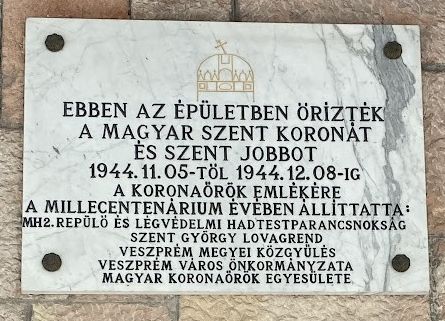 EBBEN AZ ÉPÜLETBEN ŐRIZTÉK
A MAGYAR SZENT KORONÁT
ÉS SZENT JOBBOT
1944.11.05-TŐL 1944.12.08-IG
A KORONAŐRÖK EMLÉKÉRE
A MILLECENTENÁRIUM ÉVÉBEN ÁLLÍTTATTA:
MH2.REPÜLŐ ÉS LÉGVÉDELMI HADTESTPARANCSNOKSÁG
SZENT GYÖRGY LOVAGREND
VESZPRÉM MEGYEI KÖZGYŰLÉS
VESZPRÉM VÁROS ÖNKORMÁNYZATA
MAGYAR KORONAŐRÖK EGYESÜLETE